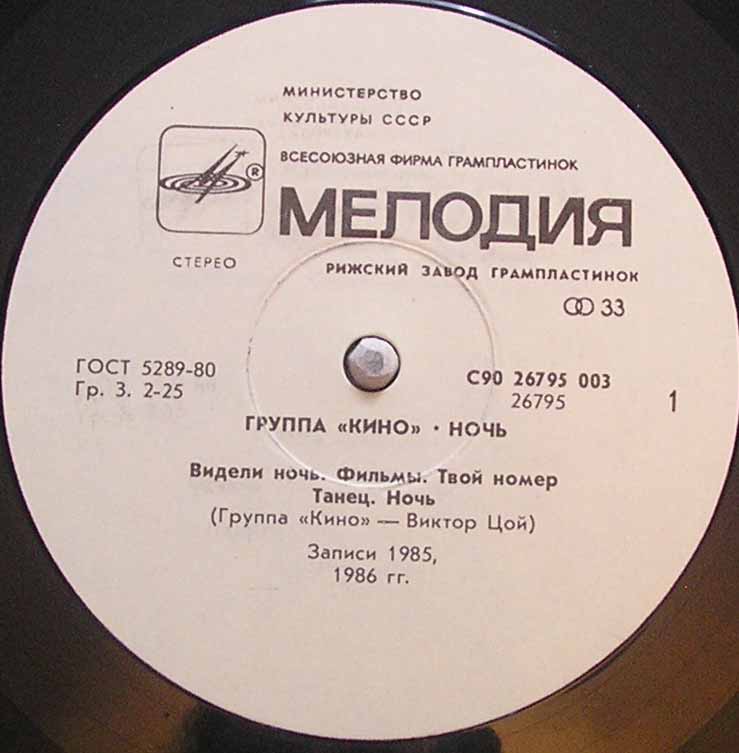 МИНИСТЕРСТВО
КУЛЬТУРЫ СССР
ВСЕСОЮЗНАЯ ФИРМА ГРАМПЛАСТИНОК
®
МЕЛОДИЯ
СТЕРЕО
РИЖСКИЙ ЗАВОД ГРАМПЛАСТИНОК
33
ГОСТ 5289-80
Гр. 3. 2-25
С90 26795 003
26795
1
ГРУППА «КИНО» · НОЧЬ
Видели ночь. Фильмы. Твой номер
Танец. Ночь
(Группа «Кино» — Виктор Цой)
Записи 1985,
1986 гг.